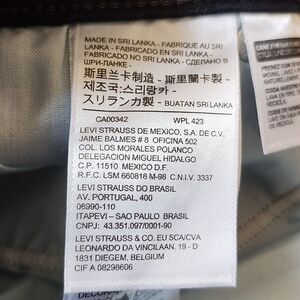 MADE IN SRI LANKA - FABRIQUE AU SRI
LANKA - FABRICADO EN SRI LANKA -
FABRICADO NO SRI LANKA - СДЕЛАНО В
ШРИ-ЛАНКЕ -
斯里兰卡制造 - 斯里蘭卡製 -
제조국:스리랑카 -
スリランカ製 - BUATAN SRI LANKA
CA00342 WPL 423
LEVI STRAUSS DE MEXICO, S.A. DE C.V.
JAIME BALMES # 8 OFICINA 502
COL. LOS MORALES POLANCO
DELEGACION MIGUEL HIDALGO
C.P. 11510 MEXICO D.F.
R.F.C. LSM 660818 M-98 C.N.I.V. 3337
LEVI STRAUSS DO BRASIL
AV. PORTUGAL, 400
06990-110
ITAPEVI – SAO PAULO BRASIL
CNPJ: 43.351.097/0001-90
LEVI STRAUSS & CO. EU SCA/CVA
LEONARDO DA VINCILAAN, 19 - D
1831 DIEGEM, BELGIUM
CIF A 08298606